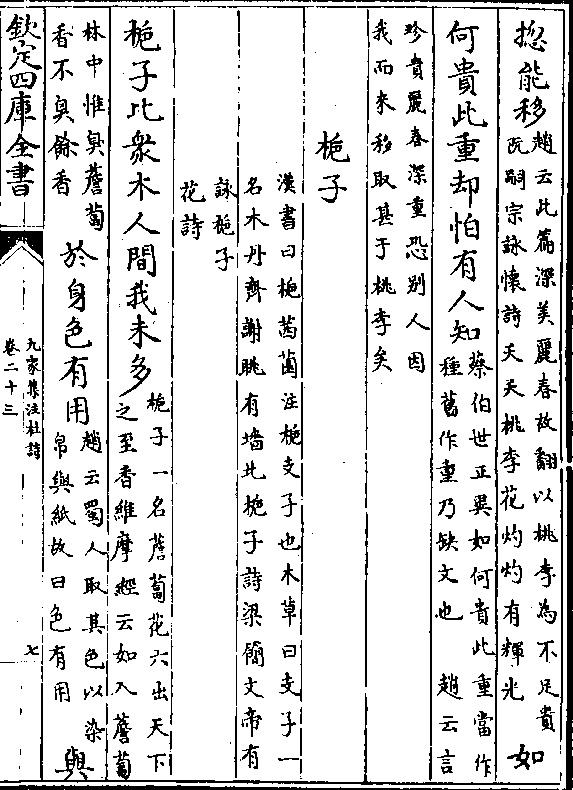 揔能移趙云此篇深美麗春故翻以桃李為不足貴
阮嗣宗詠懷詩夭夭桃李花灼灼有輝光如
何貴此重却怕有人知蔡伯世正異如何貴此重當作
種舊作重乃缺文也　趙云言
珍貴麗春深重恐别人因
我而來移取甚于桃李矣
梔子
漢書曰梔茜薗注梔支子也木草曰支子一
名木丹齊謝眺有墻北梔子詩梁簡文帝有
詠梔子
花詩
梔子比衆木人間我未多梔子一名薝蔔花六出天下
之至香維摩經云如入薝蔔
林中惟臭薝蔔
香不臭餘香於身色有用趙云蜀人取其色以染
帛與紙故曰色有用與
欽定四庫全書
九家集注杜詩
卷二十三
七